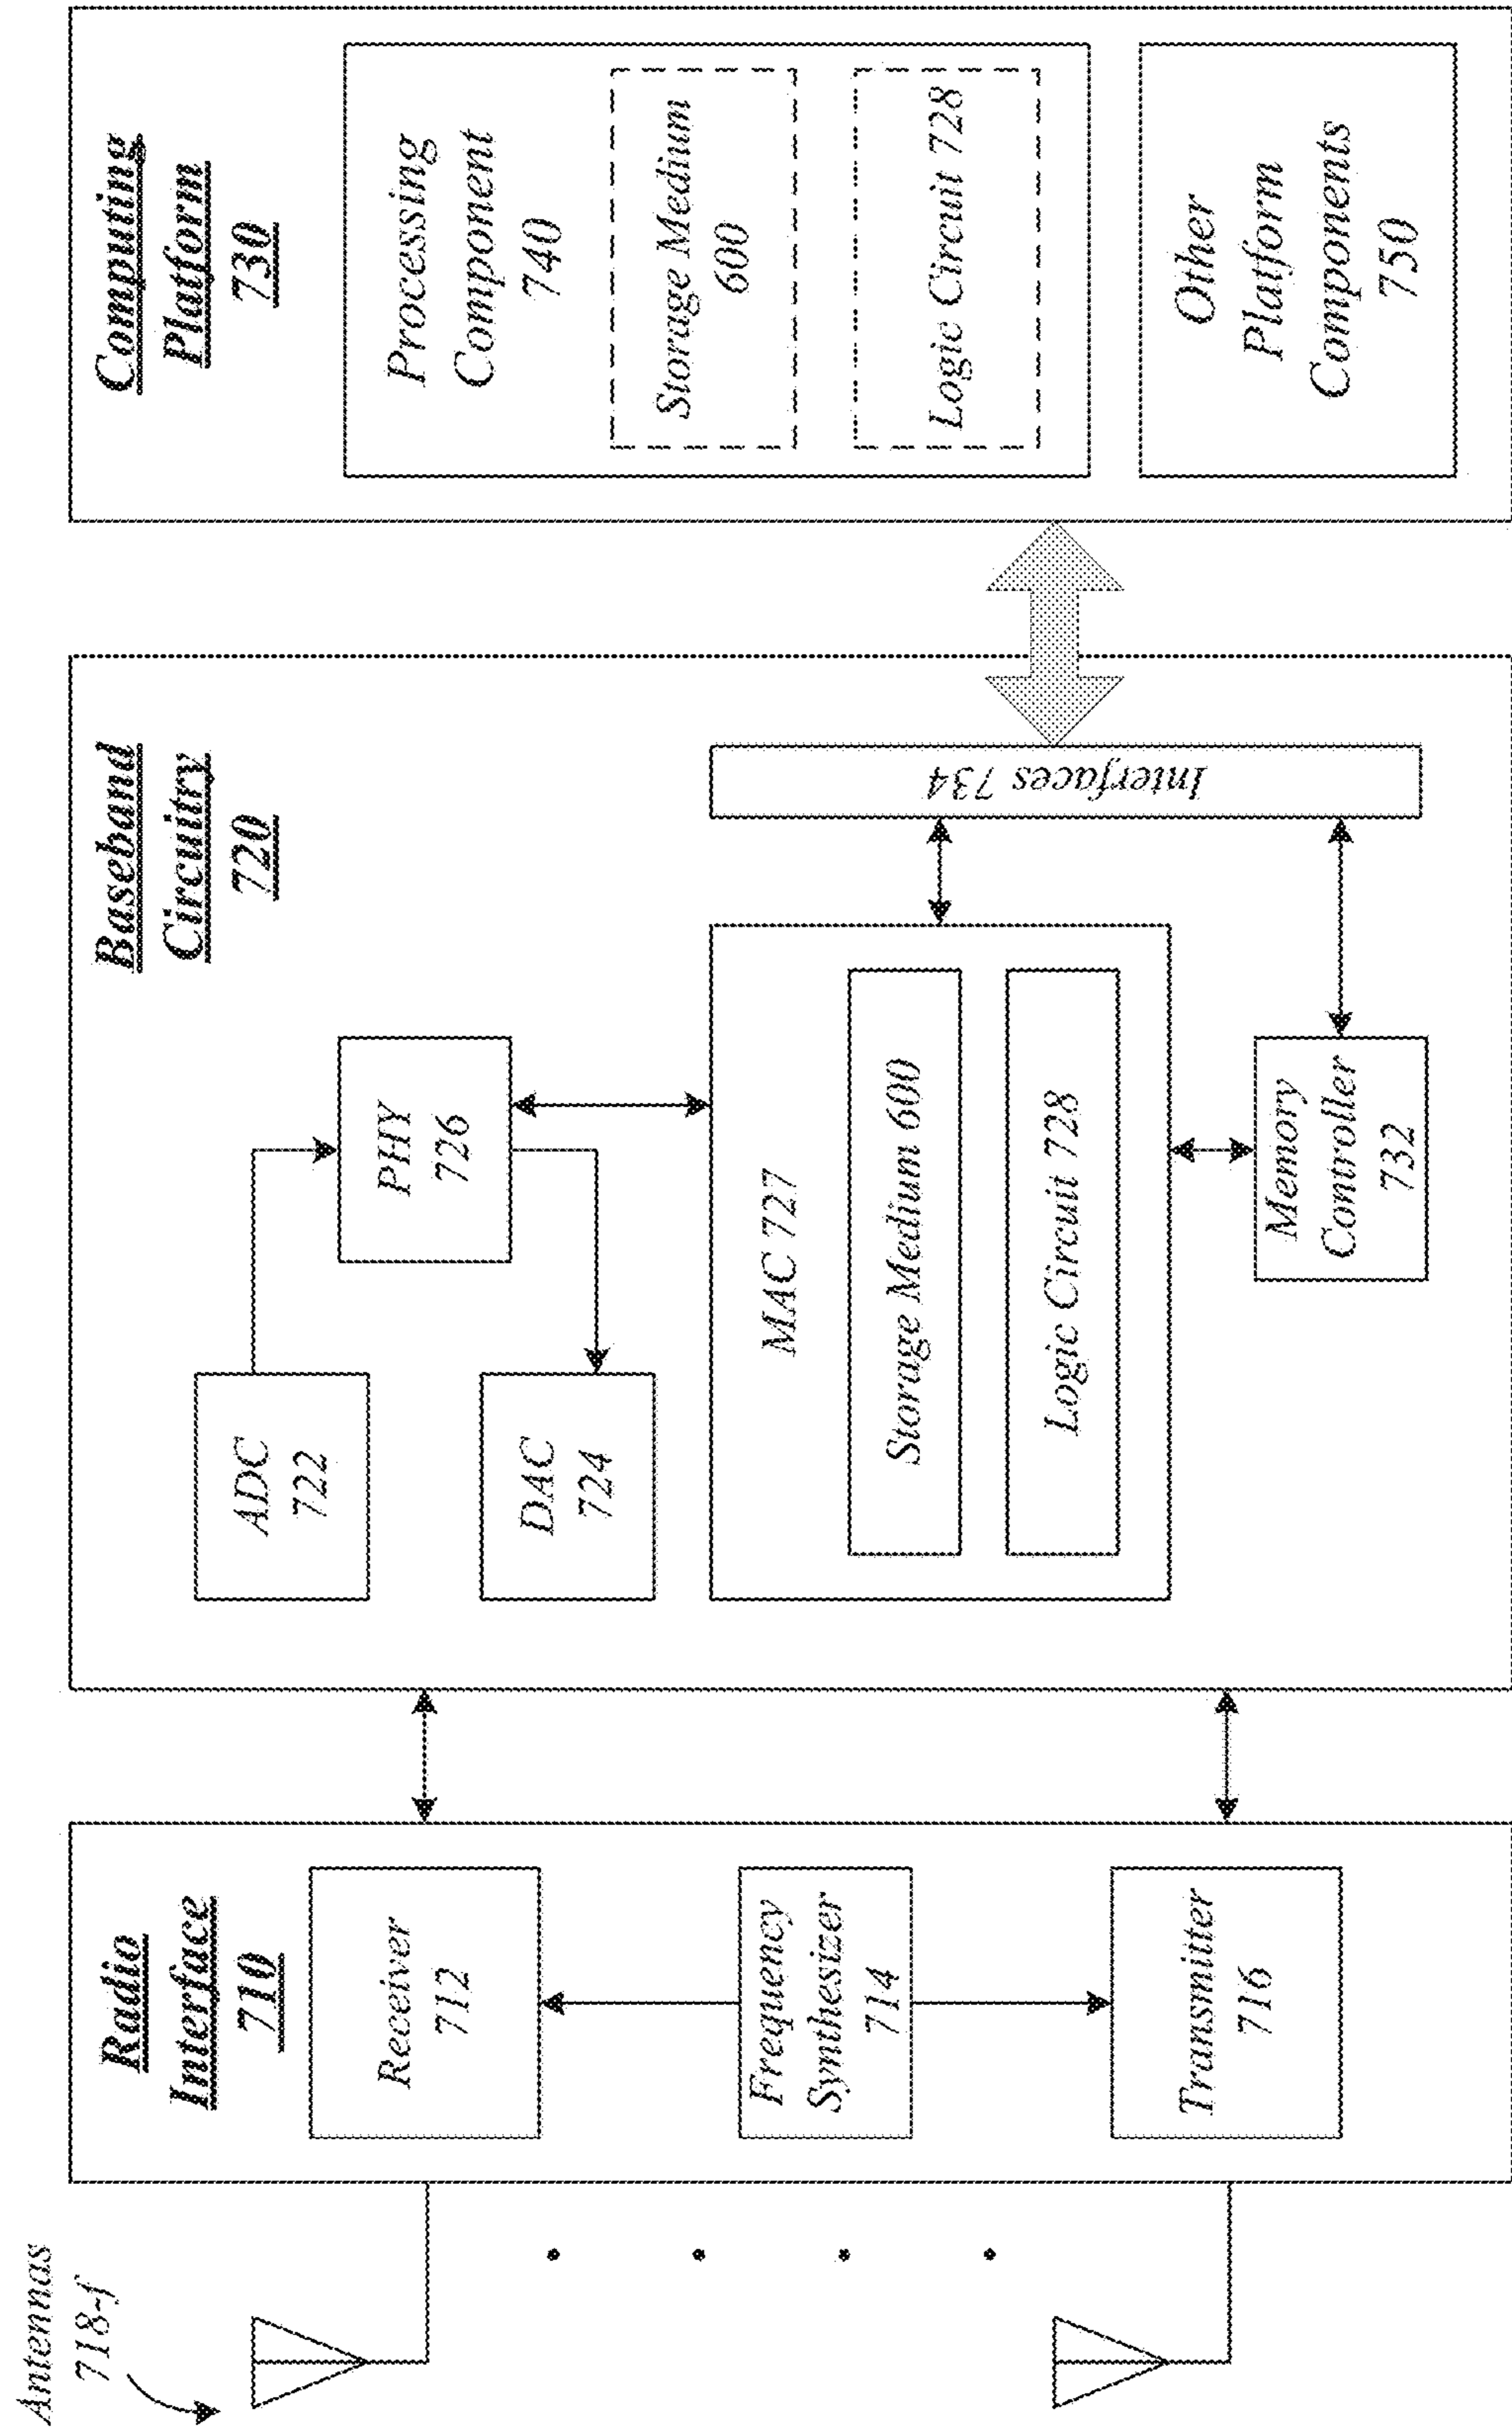 Antennas
718-f
Radio
Interface
710
Receiver
712
Frequency
Synthesizer
714
Transmitter
716
Baseband
Circuitry
720
ADC
722
PHY
726
DAC
724
MAC 727
Storage Medium 600
Logic Circuit 728
Memory
Controller
732
Interfaces 734
Computing
Platform
730
Processing
Component
740
Storage Medium
600
Logic Circuit 728
Other
Platform
Components
750